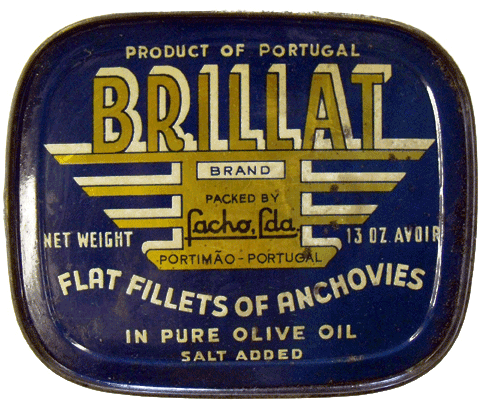 PRODUCT OF PORTUGAL
BRILLAT
BRAND
PACKED BY
Facho, Lda.
PORTIMÃO - PORTUGAL
NET WEIGHT 13 OZ. AVOIR
FLAT FILLETS OF ANCHOVIES
IN PURE OLIVE OIL
SALT ADDED